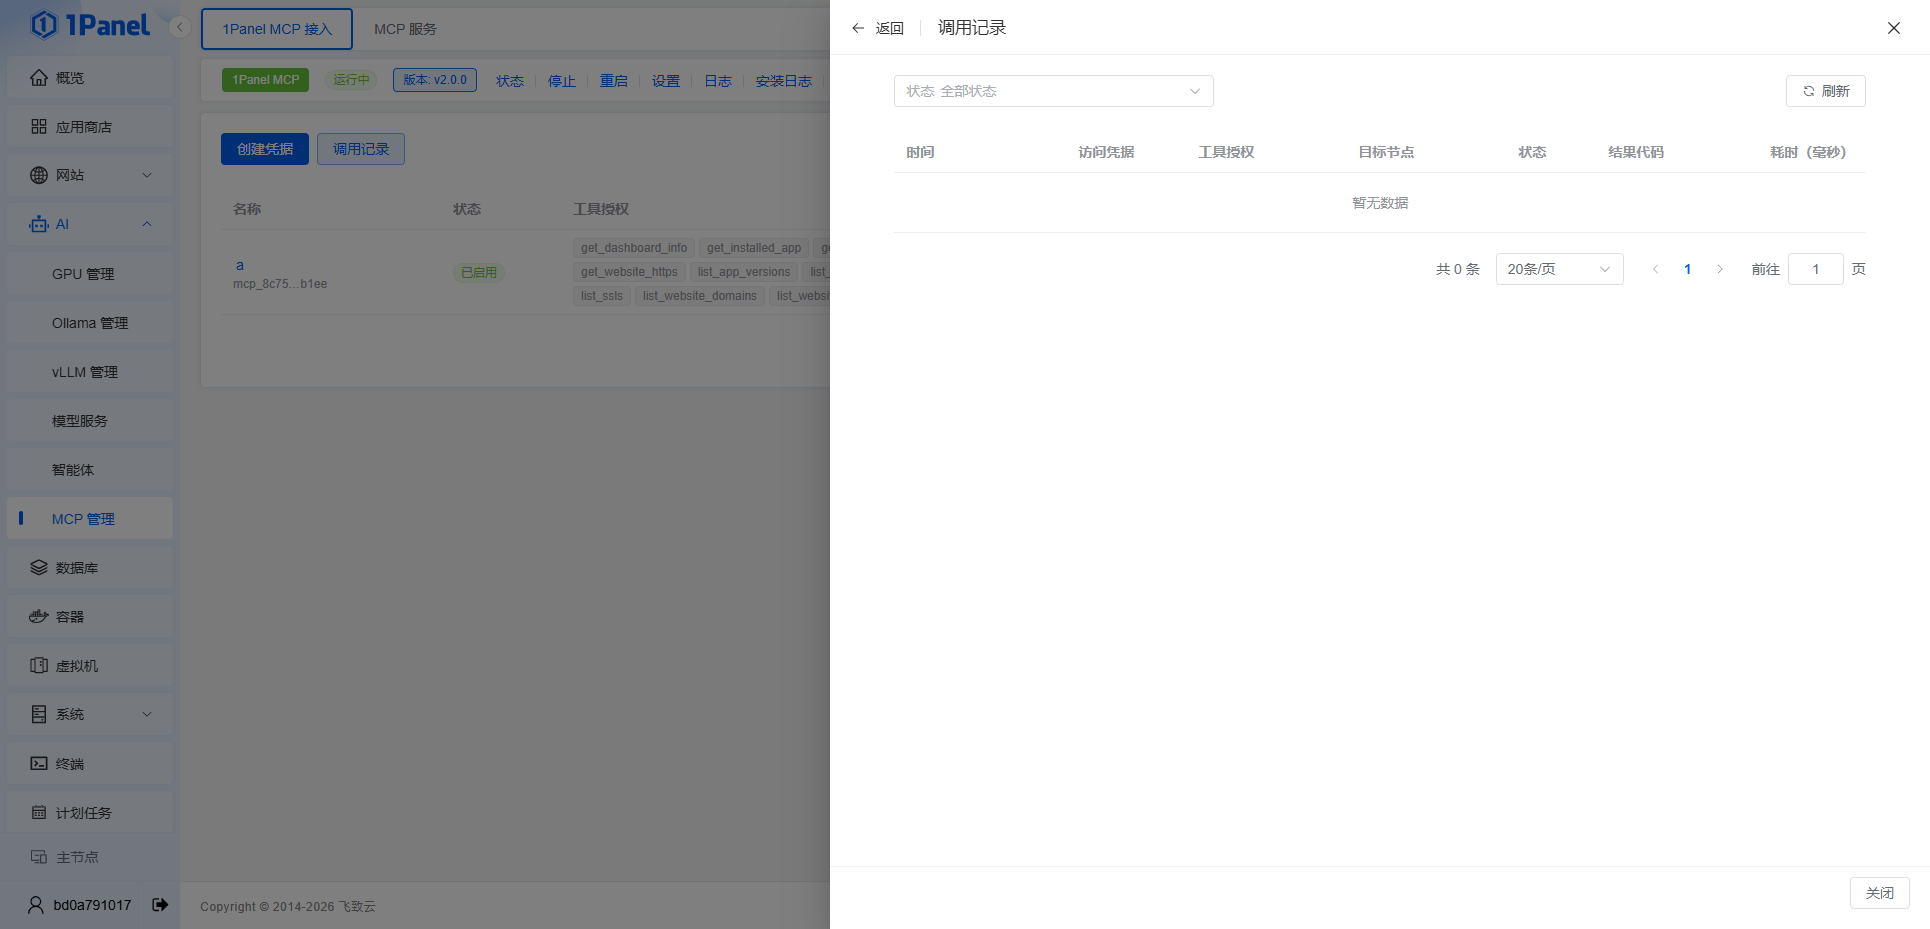 1Panel
概览
应用商店
网站
AI
GPU 管理
Ollama 管理
vLLM 管理
模型服务
智能体
MCP 管理
数据库
容器
虚拟机
系统
终端
计划任务
主节点
bd0a791017
1Panel MCP 接入
MCP 服务
1Panel MCP 运行中 版本: v2.0.0 状态 停止 重启 设置 日志 安装日志
创建凭据 调用记录
名称 状态 工具授权
a
mcp_8c75...b1ee
已启用
get_dashboard_info get_installed_app
get_website_https list_app_versions list_
list_ssls list_website_domains list_websi
Copyright © 2014-2026 飞致云
返回 调用记录
状态 全部状态
刷新
时间 访问凭据 工具授权 目标节点 状态 结果代码 耗时（毫秒）
暂无数据
共 0 条 20条/页 1 前往 1 页
关闭